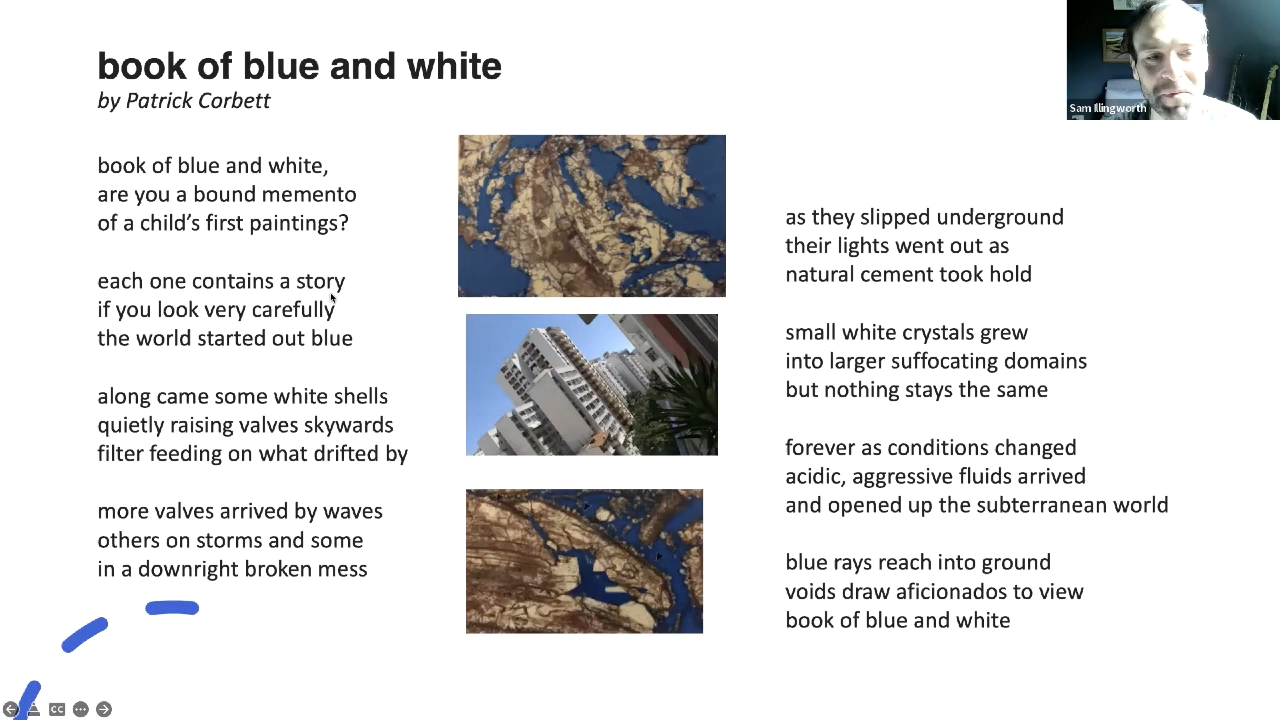 book of blue and white
by Patrick Corbett
book of blue and white,
are you a bound memento
of a child's first paintings?
each one contains a story
if you look very carefully
the world started out blue
along came some white shells
quietly raising valves skywards
filter feeding on what drifted by
more valves arrived by waves
others on storms and some
in a downright broken mess
as they slipped underground
their lights went out as
natural cement took hold
small white crystals grew
into larger suffocating domains
but nothing stays the same
forever as conditions changed
acidic, aggressive fluids arrived
and opened up the subterranean world
blue rays reach into ground
voids draw aficionados to view
book of blue and white
Sam Illingworth
CC